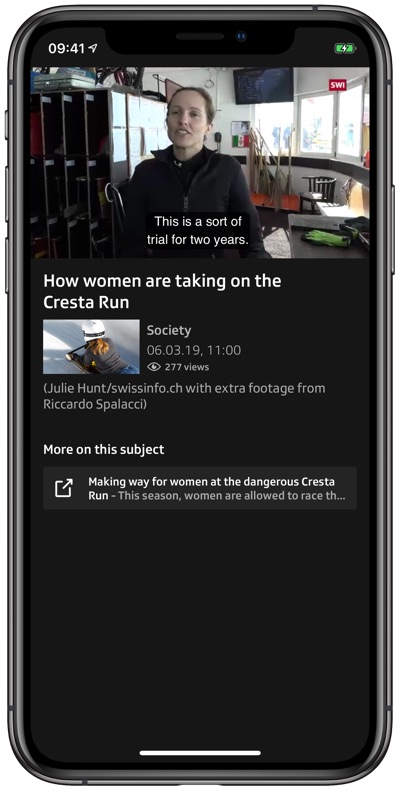 09:41
SWI
This is a sort of
trial for two years.
How women are taking on the
Cresta Run
Society
06.03.19, 11:00
277 views
(Julie Hunt/swissinfo.ch with extra footage from
Riccardo Spalacci)
More on this subject
Making way for women at the dangerous Cresta
Run - This season, women are allowed to race th...